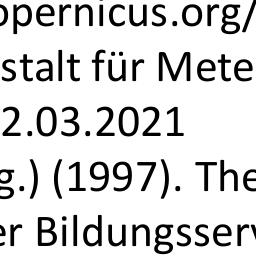 opernicus.org/
stalt für Mete
2.03.2021
g.) (1997). The
er Bildungsserv